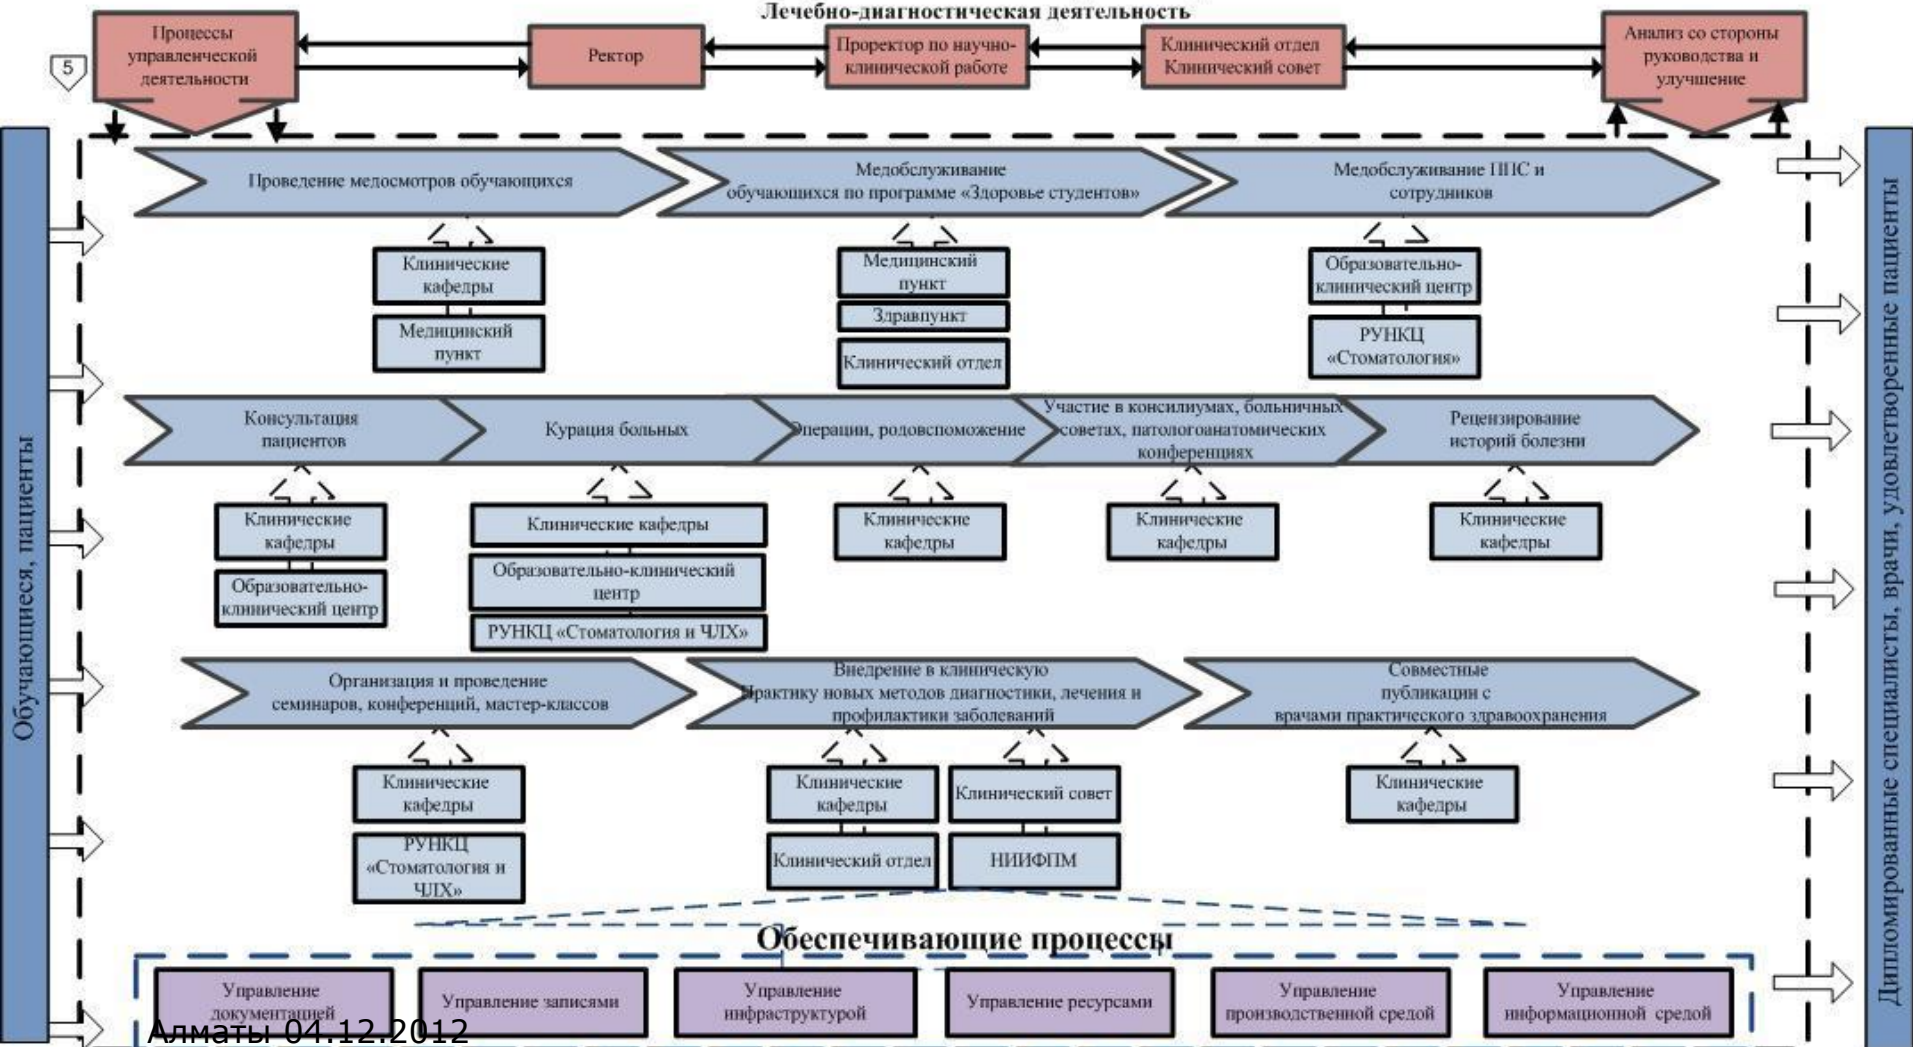 Лечебно-диагностическая деятельность
5
Процессы
управленческой
деятельности
Ректор
Проректор по научно-
клинической работе
Клинический отдел
Клинический совет
Анализ со стороны
руководства и
улучшение
Обучающиеся, пациенты
Проведение медосмотров обучающихся
Медобслуживание
обучающихся по программе «Здоровье студентов»
Медобслуживание ППС и
сотрудников
Клинические
кафедры
Медицинский
пункт
Медицинский
пункт
Здравпункт
Клинический отдел
Образовательно-
клинический центр
РУНКЦ
«Стоматология»
Консультация
пациентов
Курация больных
Операции, родовспоможение
Участие в консилиумах, больничных
советах, патологоанатомических
конференциях
Рецензирование
историй болезни
Клинические
кафедры
Образовательно-
клинический центр
Клинические кафедры
Образовательно-клинический
центр
РУНКЦ «Стоматология и ЧЛХ»
Клинические
кафедры
Клинические
кафедры
Клинические
кафедры
Организация и проведение
семинаров, конференций, мастер-классов
Внедрение в клиническую
Практику новых методов диагностики, лечения и
профилактики заболеваний
Совместные
публикации с
врачами практического здравоохранения
Клинические
кафедры
РУНКЦ
«Стоматология и
ЧЛХ»
Клинические
кафедры
Клинический отдел
Клинический совет
НИИФПМ
Клинические
кафедры
Обеспечивающие процессы
Управление
документацией
Управление записями
Управление
инфраструктурой
Управление ресурсами
Управление
производственной средой
Управление
информационной средой
Алматы 04.12.2012
Дипломированные специалисты, врачи, удовлетворенные пациенты